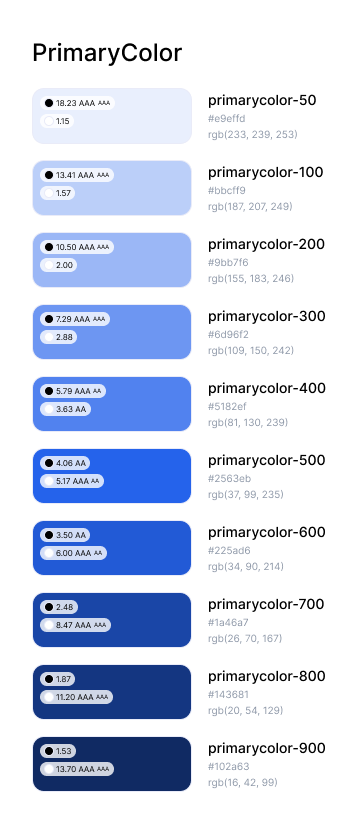 PrimaryColor
18.23 AAA AAA
1.15
primarycolor-50
#e9effd
rgb(233, 239, 253)
13.41 AAA AAA
1.57
primarycolor-100
#bbcff9
rgb(187, 207, 249)
10.50 AAA AAA
2.00
primarycolor-200
#9bb7f6
rgb(155, 183, 246)
7.29 AAA AAA
2.88
primarycolor-300
#6d96f2
rgb(109, 150, 242)
5.79 AAA AA
3.63 AA
primarycolor-400
#5182ef
rgb(81, 130, 239)
4.06 AA
5.17 AAA AA
primarycolor-500
#2563eb
rgb(37, 99, 235)
3.50 AA
6.00 AAA AA
primarycolor-600
#225ad6
rgb(34, 90, 214)
2.48
8.47 AAA AAA
primarycolor-700
#1a46a7
rgb(26, 70, 167)
1.87
11.20 AAA AAA
primarycolor-800
#143681
rgb(20, 54, 129)
1.53
13.70 AAA AAA
primarycolor-900
#102a63
rgb(16, 42, 99)